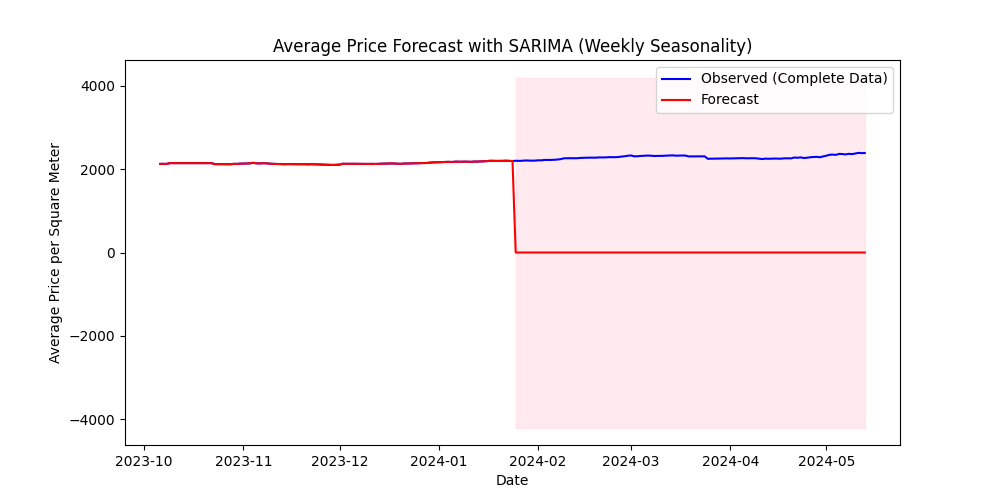 Average Price Forecast with SARIMA (Weekly Seasonality)
Observed (Complete Data)
Forecast
Average Price per Square Meter
4000
2000
0
−2000
−4000
2023-10 2023-11 2023-12 2024-01 2024-02 2024-03 2024-04 2024-05
Date